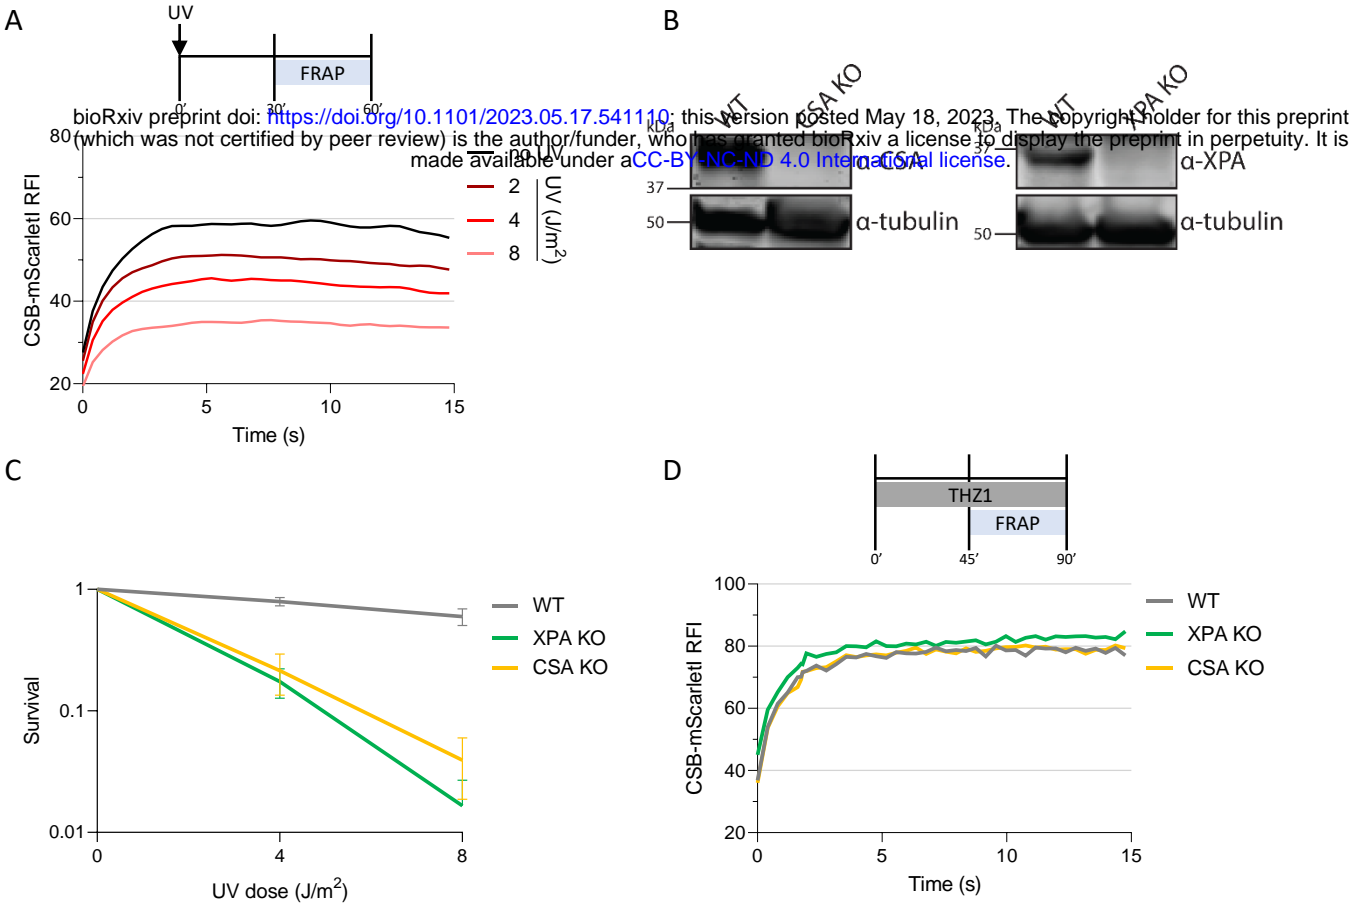 A
UV
FRAP
0’
30’
60’
bioRxiv preprint doi: https://doi.org/10.1101/2023.05.17.541110; this version posted May 18, 2023. The copyright holder for this preprint
(which was not certified by peer review) is the author/funder, who has granted bioRxiv a license to display the preprint in perpetuity. It is
made available under aCC-BY-NC-ND 4.0 International license.
CSB-mScarletI RFI
80
60
40
20
0
5
10
15
Time (s)
no UV
2
4
8
UV (J/m²)
B
WT
CSA KO
kDa
α-CSA
37
50
α-tubulin
WT
XPA KO
kDa
37
α-XPA
50
α-tubulin
C
Survival
1
0.1
0.01
0
4
8
UV dose (J/m²)
WT
XPA KO
CSA KO
D
THZ1
FRAP
0’
45’
90’
CSB-mScarletI RFI
100
80
60
40
20
0
5
10
15
Time (s)
WT
XPA KO
CSA KO